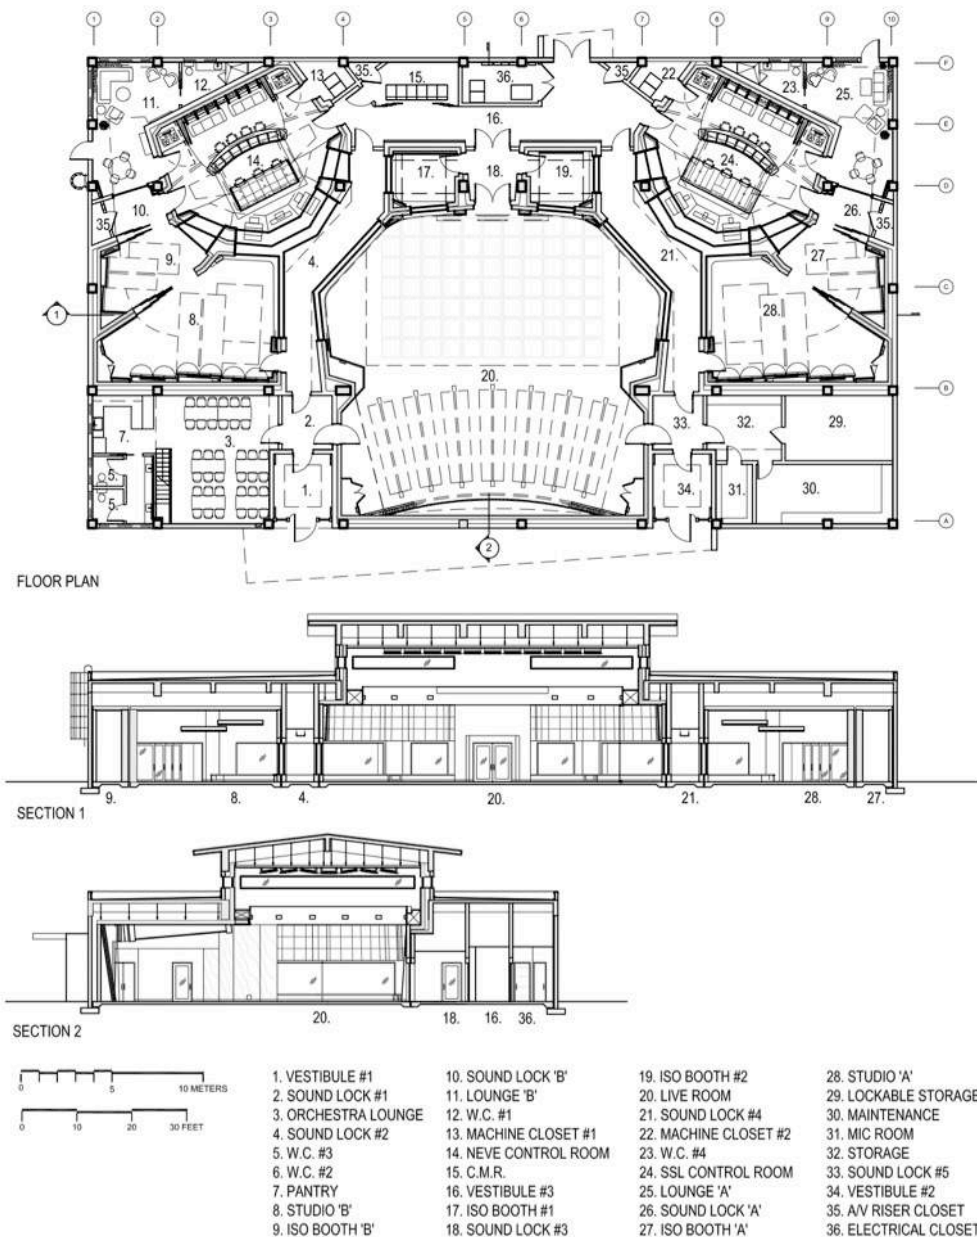 1 2 3 4 5 6 7 8 9 10
F
35. 35.
13. 15. 36. 22.
12. 23.
11. 25.
16.
E
14. 24.
17. 18. 19.
D
10. 26.
35 35.
9. 4. 21. 27.
C
1
8. 28.
20.
B
2. 33. 32. 29.
7. 3.
5.
1. 34. 31. 30.
5.
A
2
FLOOR PLAN
9. 8. 4. 20. 21. 28. 27.
SECTION 1
20. 18. 16. 36.
SECTION 2
0 5 10 METERS
0 10 20 30 FEET
1. VESTIBULE #1
2. SOUND LOCK #1
3. ORCHESTRA LOUNGE
4. SOUND LOCK #2
5. W.C. #3
6. W.C. #2
7. PANTRY
8. STUDIO 'B'
9. ISO BOOTH 'B'
10. SOUND LOCK 'B'
11. LOUNGE 'B'
12. W.C. #1
13. MACHINE CLOSET #1
14. NEVE CONTROL ROOM
15. C.M.R.
16. VESTIBULE #3
17. ISO BOOTH #1
18. SOUND LOCK #3
19. ISO BOOTH #2
20. LIVE ROOM
21. SOUND LOCK #4
22. MACHINE CLOSET #2
23. W.C. #4
24. SSL CONTROL ROOM
25. LOUNGE 'A'
26. SOUND LOCK 'A'
27. ISO BOOTH 'A'
28. STUDIO 'A'
29. LOCKABLE STORAGE
30. MAINTENANCE
31. MIC ROOM
32. STORAGE
33. SOUND LOCK #5
34. VESTIBULE #2
35. A/V RISER CLOSET
36. ELECTRICAL CLOSET